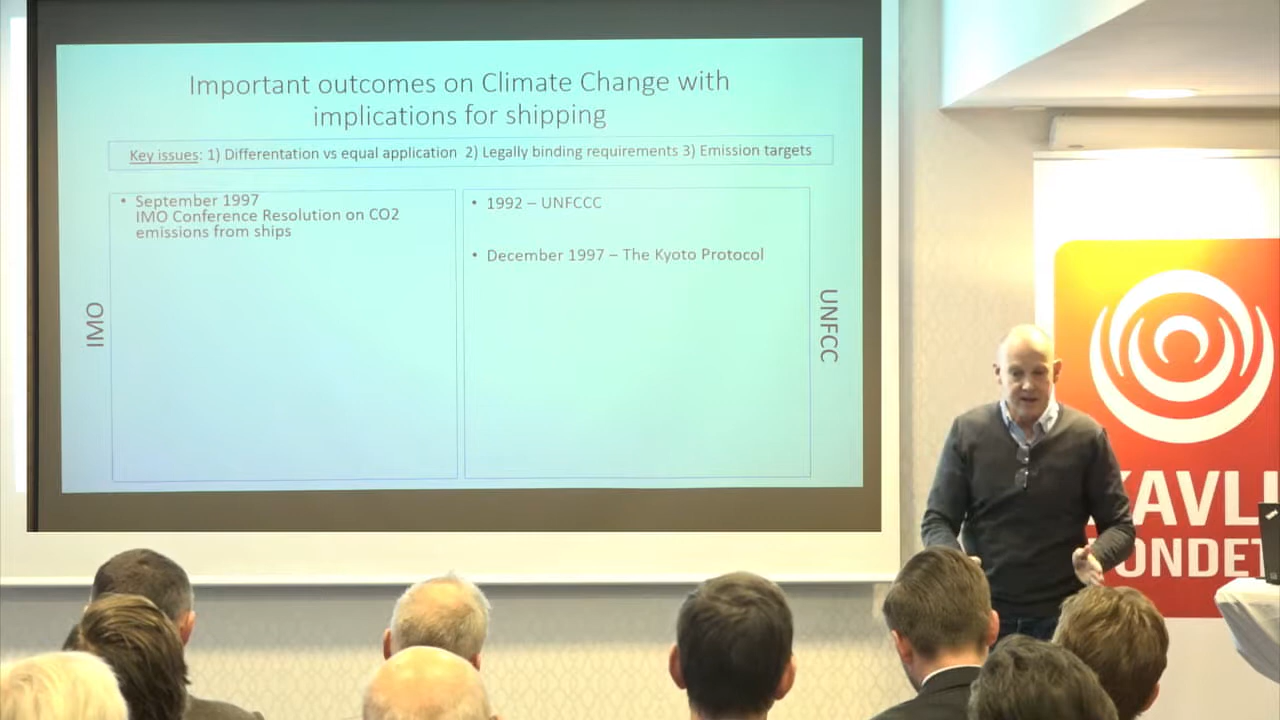 Important outcomes on Climate Change with
implications for shipping
Key issues: 1) Differentation vs equal application 2) Legally binding requirements 3) Emission targets
• September 1997
IMO Conference Resolution on CO2
emissions from ships
• 1992 – UNFCCC
• December 1997 – The Kyoto Protocol
IMO
UNFCC
KAVLI
FONDET